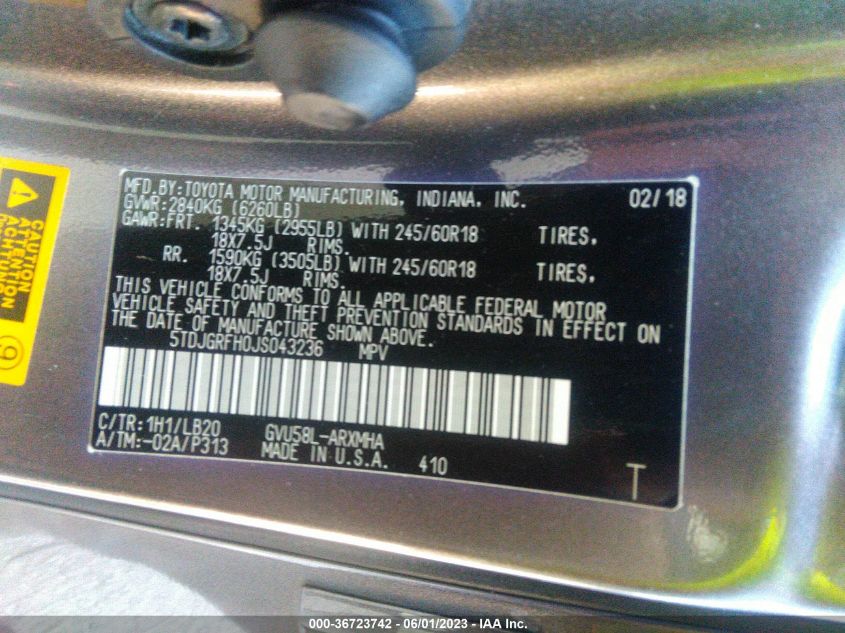 MFD.BY:TOYOTA MOTOR MANUFACTURING, INDIANA, INC. 02/18
GVWR:2840KG (6260LB)
GAWR:FRT. 1345KG (2955LB) WITH 245/60R18 TIRES,
18X7.5J RIMS.
RR. 1590KG (3505LB) WITH 245/60R18 TIRES,
18X7.5J RIMS.
THIS VEHICLE CONFORMS TO ALL APPLICABLE FEDERAL MOTOR
VEHICLE SAFETY AND THEFT PREVENTION STANDARDS IN EFFECT ON
THE DATE OF MANUFACTURE SHOWN ABOVE.
5TDJGRFH0JS043236 MPV
C/TR:1H1/LB20 GVU58L-ARXMHA
A/TM:-02A/P313 MADE IN U.S.A. 410
T
CAUTION
ATTENTION
ACHTUNG
9
000-36723742 - 06/01/2023 - IAA Inc.